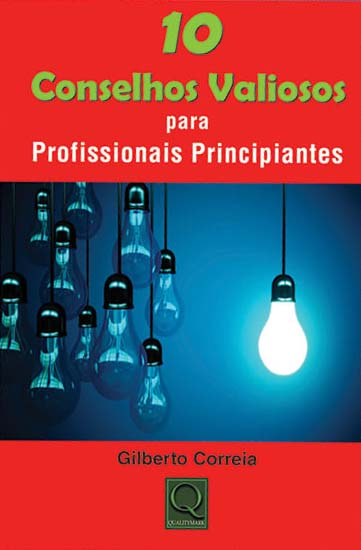 10
Conselhos Valiosos
para
Profissionais Principiantes
Gilberto Correia
Q
QUALITYMARK